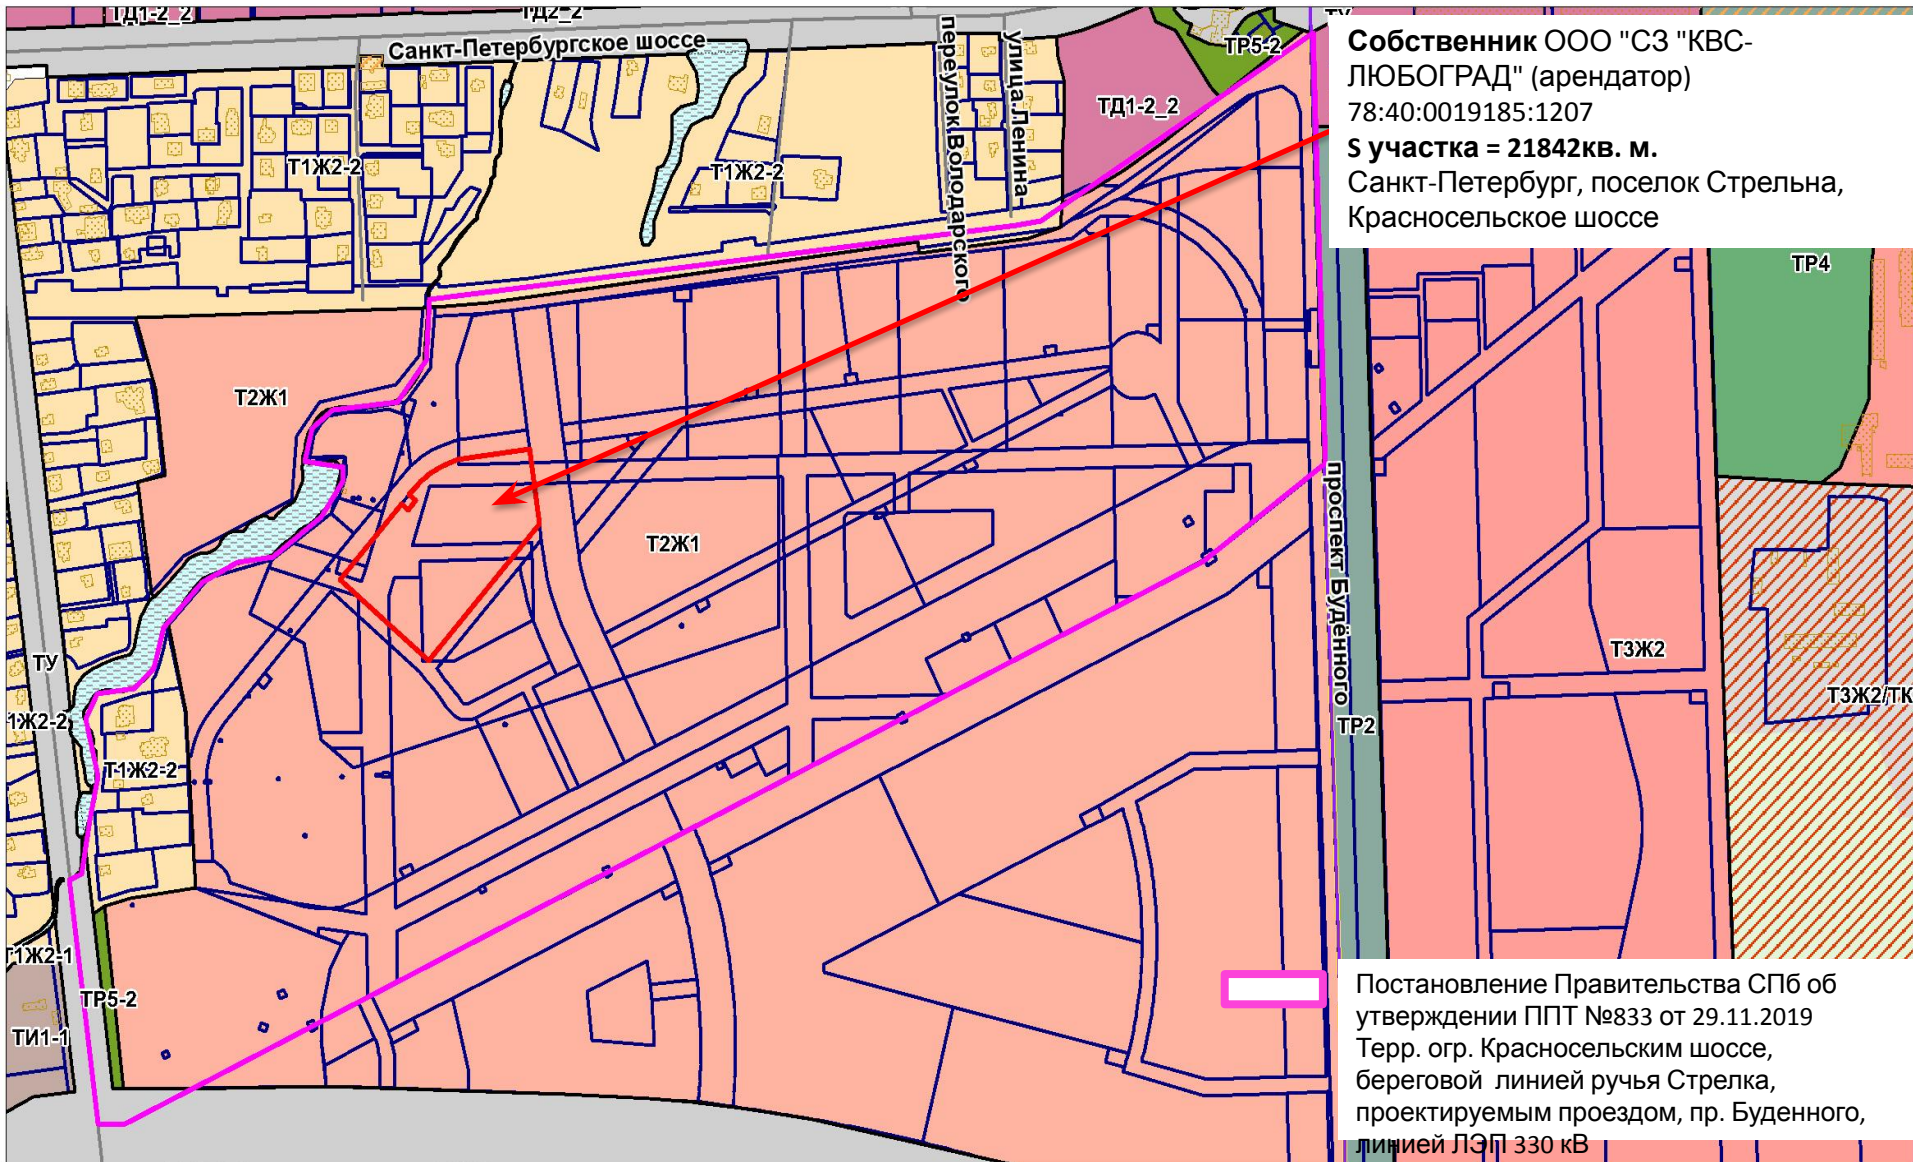 ТД1-2_2
ТД2_2
ТУ
Санкт-Петербургское шоссе
переулок Володарского
улица Ленина
ТР5-2
ТД1-2_2
Т1Ж2-2
Т1Ж2-2
Собственник ООО "СЗ "КВС-
ЛЮБОГРАД" (арендатор)
78:40:0019185:1207
S участка = 21842кв. м.
Санкт-Петербург, поселок Стрельна,
Красносельское шоссе
ТР4
Т2Ж1
Т2Ж1
проспект Будённого
ТУ
Т3Ж2
Т3Ж2/ТК
1Ж2-2
ТР2
Т1Ж2-2
Т1Ж2-1
ТР5-2
ТИ1-1
Постановление Правительства СПб об
утверждении ППТ №833 от 29.11.2019
Терр. огр. Красносельским шоссе,
береговой линией ручья Стрелка,
проектируемым проездом, пр. Буденного,
линией ЛЭП 330 кВ